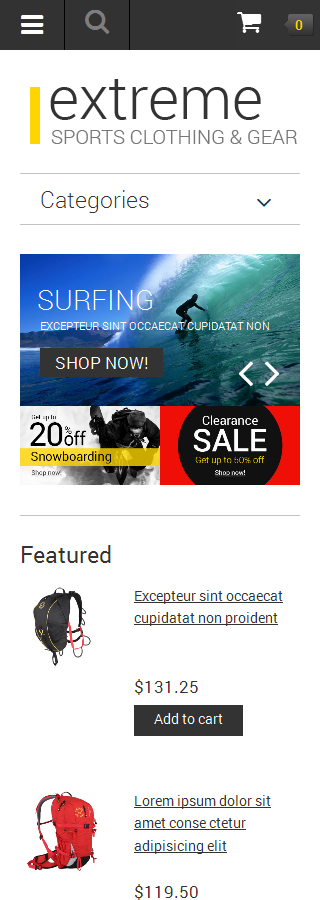 0
extreme
SPORTS CLOTHING & GEAR
Categories
SURFING
EXCEPTEUR SINT OCCAECAT CUPIDATAT NON
SHOP NOW!
Get up to
20% off
Snowboarding
Shop now!
Clearance
SALE
Get up to 50% off
Shop now!
Featured
Excepteur sint occaecat
cupidatat non proident
$131.25
Add to cart
Lorem ipsum dolor sit
amet conse ctetur
adipisicing elit
$119.50